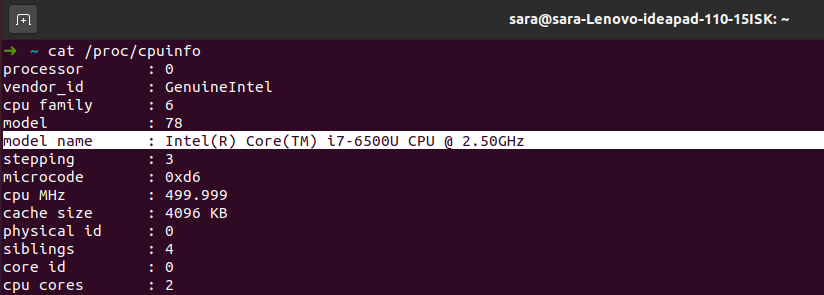 sara@sara-Lenovo-ideapad-110-15ISK: ~
➜ ~ cat /proc/cpuinfo
processor : 0
vendor_id : GenuineIntel
cpu family : 6
model : 78
model name : Intel(R) Core(TM) i7-6500U CPU @ 2.50GHz
stepping : 3
microcode : 0xd6
cpu MHz : 499.999
cache size : 4096 KB
physical id : 0
siblings : 4
core id : 0
cpu cores : 2